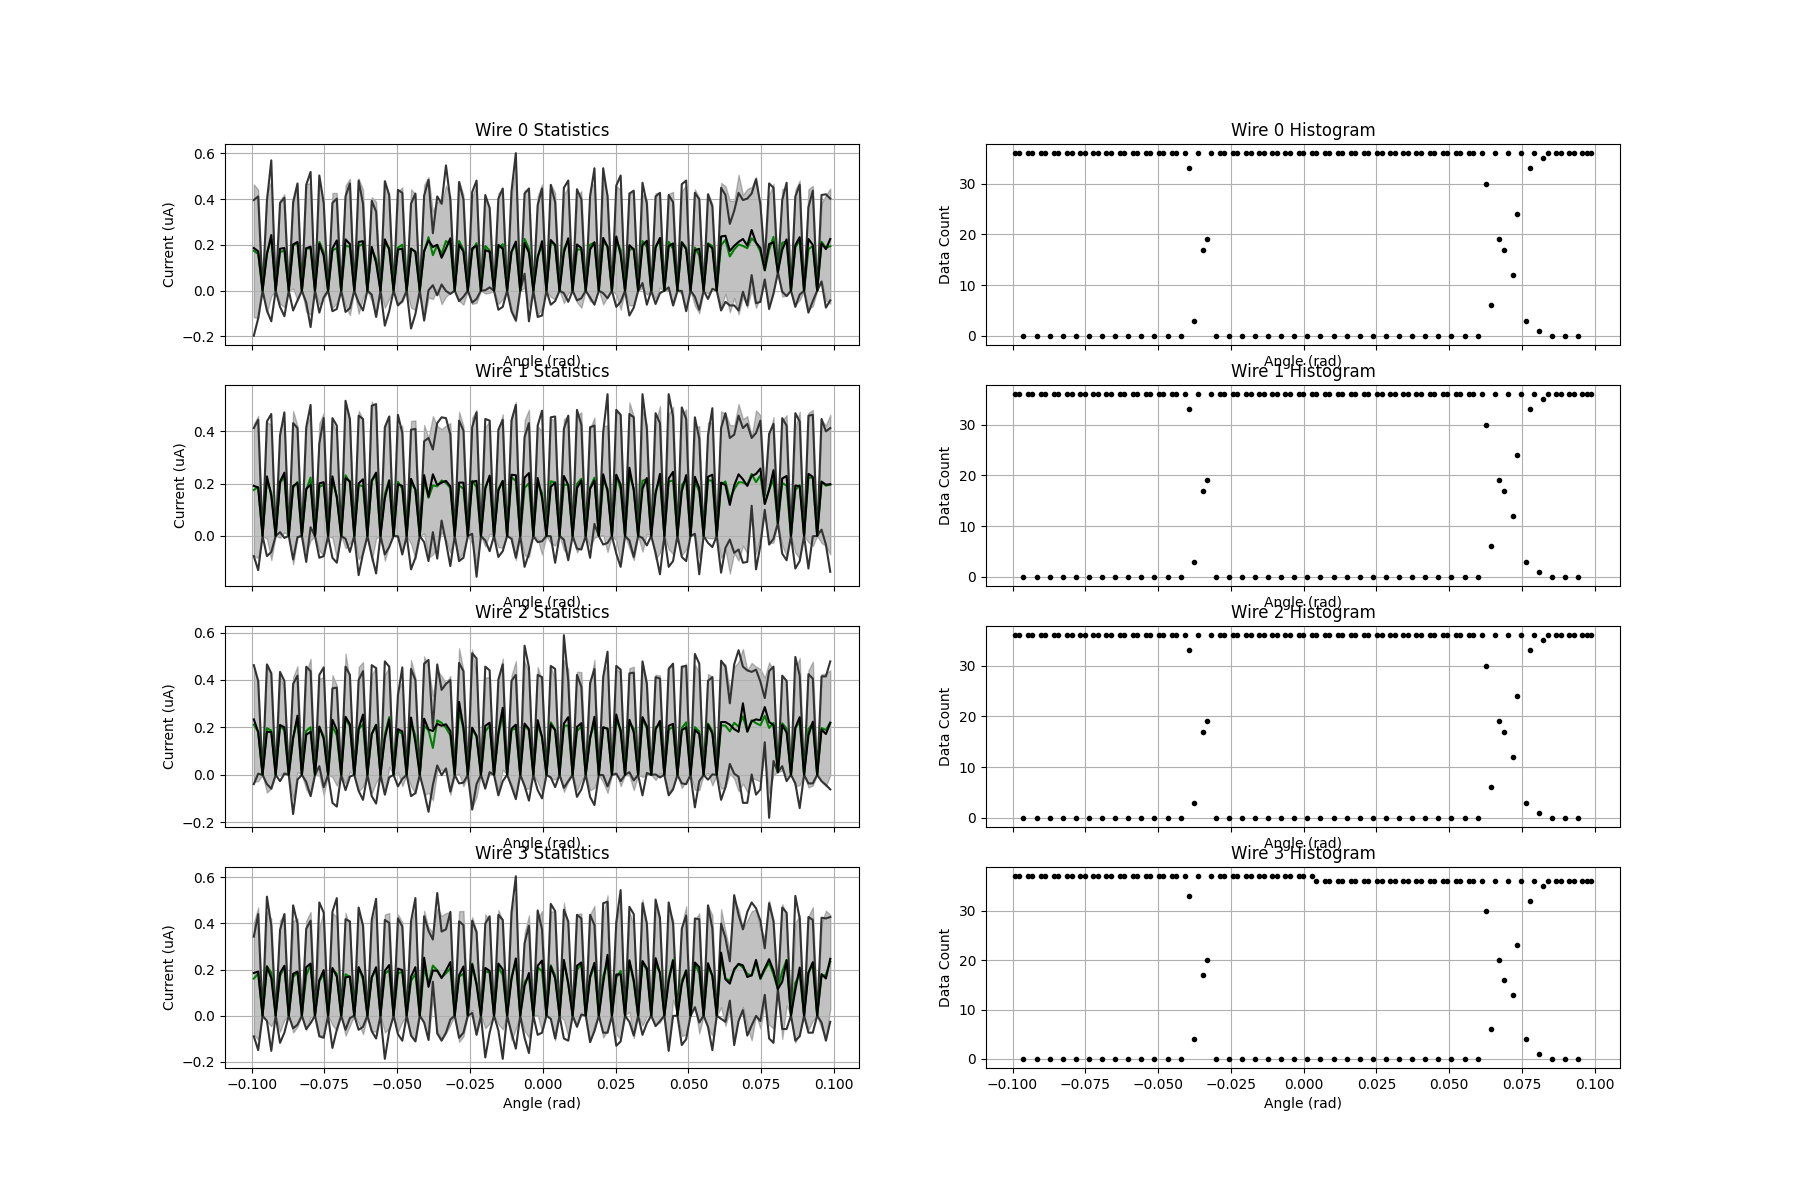 Wire 0 Statistics
Current (uA)
0.6
0.4
0.2
0.0
−0.2
Angle (rad)
Wire 0 Histogram
Data Count
30
20
10
0
Angle (rad)
Wire 1 Statistics
Current (uA)
0.4
0.2
0.0
Angle (rad)
Wire 1 Histogram
Data Count
30
20
10
0
Angle (rad)
Wire 2 Statistics
Current (uA)
0.6
0.4
0.2
0.0
−0.2
Angle (rad)
Wire 2 Histogram
Data Count
30
20
10
0
Angle (rad)
Wire 3 Statistics
Current (uA)
0.6
0.4
0.2
0.0
−0.2
−0.100 −0.075 −0.050 −0.025 0.000 0.025 0.050 0.075 0.100
Angle (rad)
Wire 3 Histogram
Data Count
30
20
10
0
−0.100 −0.075 −0.050 −0.025 0.000 0.025 0.050 0.075 0.100
Angle (rad)